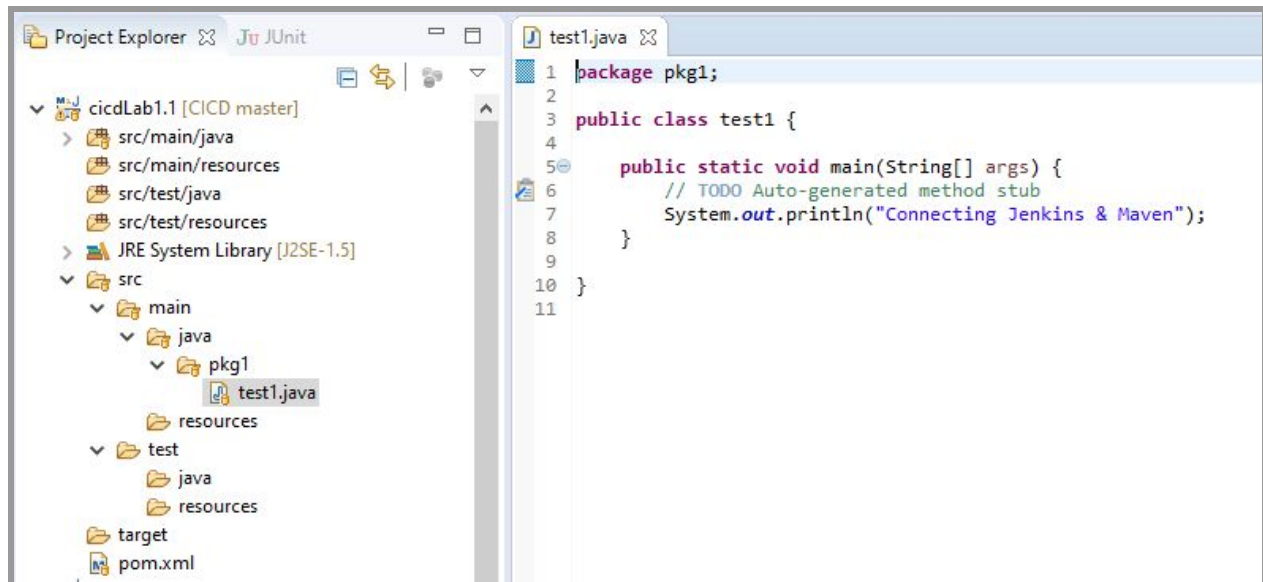 Project Explorer JUnit
cicdLab1.1 [CICD master]
src/main/java
src/main/resources
src/test/java
src/test/resources
JRE System Library [J2SE-1.5]
src
main
java
pkg1
test1.java
resources
test
java
resources
target
pom.xml
test1.java
1 package pkg1;
2
3 public class test1 {
4
5 public static void main(String[] args) {
6 // TODO Auto-generated method stub
7 System.out.println("Connecting Jenkins & Maven");
8 }
9
10 }
11